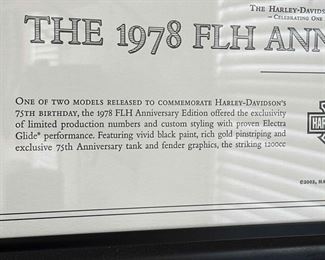 THE HARLEY-DAVIDS
– CELEBRATING ONE
THE 1978 FLH ANN
ONE OF TWO MODELS RELEASED TO COMMEMORATE HARLEY-DAVIDSON'S
75TH BIRTHDAY, the 1978 FLH Anniversary Edition offered the exclusivity
of limited production numbers and custom styling with proven Electra
Glide® performance. Featuring vivid black paint, rich gold pinstriping and
exclusive 75th Anniversary tank and fender graphics, the striking 1200cc
HAR
©2002, H